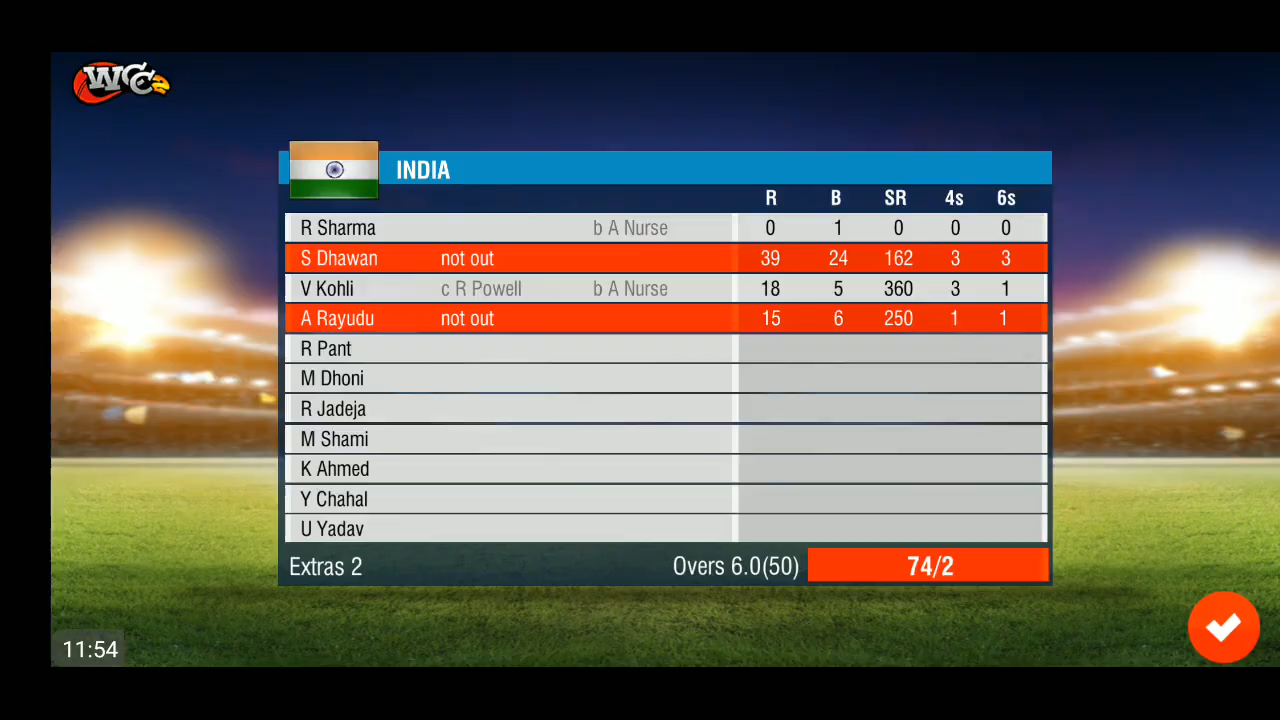 WCC2
INDIA
R B SR 4s 6s
R Sharma b A Nurse 0 1 0 0 0
S Dhawan not out 39 24 162 3 3
V Kohli c R Powell b A Nurse 18 5 360 3 1
A Rayudu not out 15 6 250 1 1
R Pant
M Dhoni
R Jadeja
M Shami
K Ahmed
Y Chahal
U Yadav
Extras 2 Overs 6.0(50) 74/2
11:54